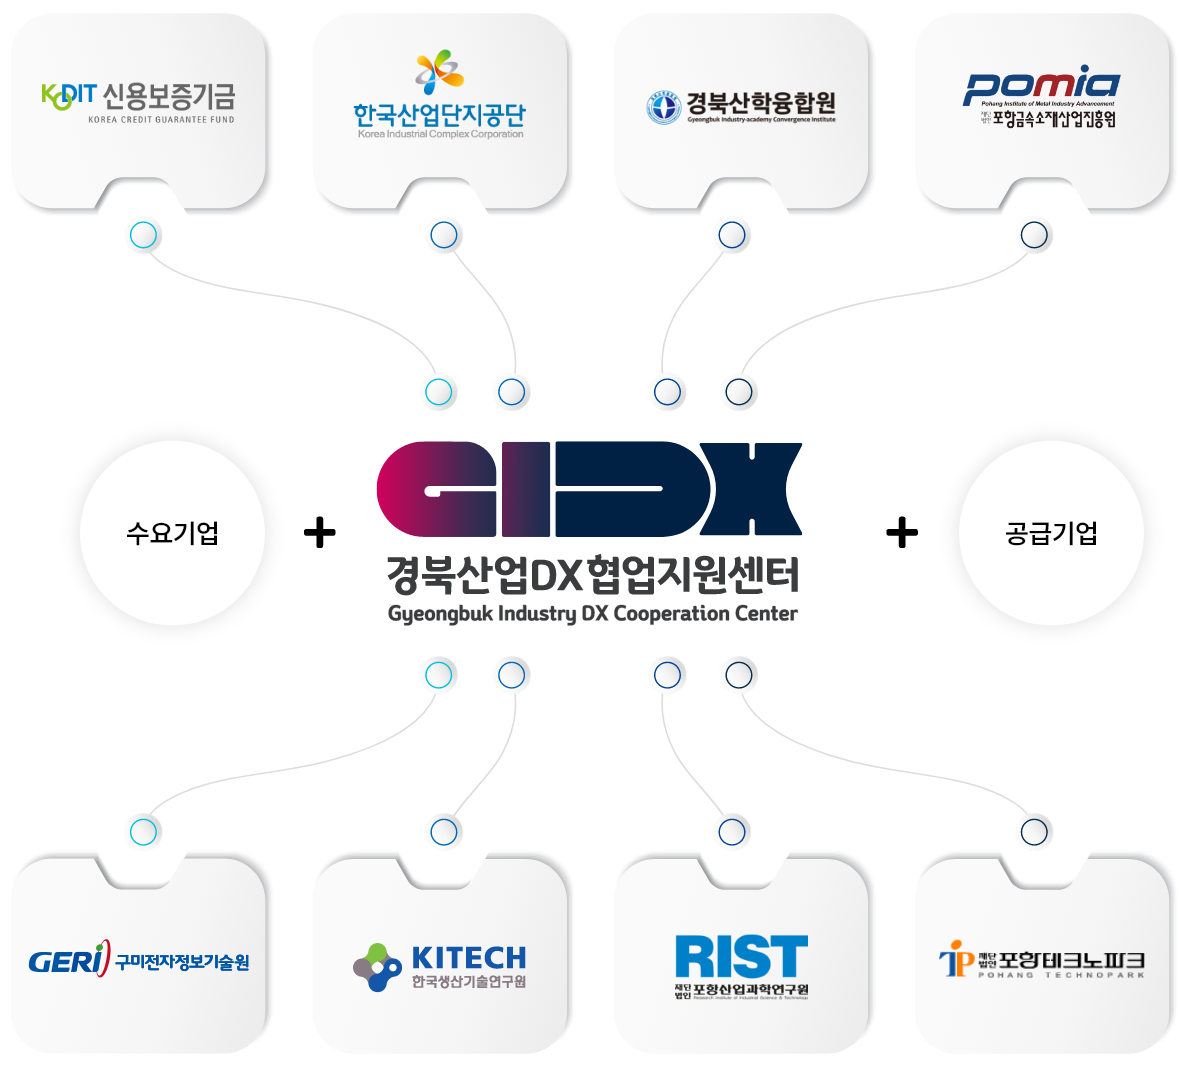 KODIT 신용보증기금
KOREA CREDIT GUARANTEE FUND
한국산업단지공단
Korea Industrial Complex Corporation
경북산학융합원
Gyeongbuk Industry-academy Convergence Institute
pomia
Pohang Institute of Metal Industry Advancement
재단
법인 포항금속소재산업진흥원
수요기업
+
GIDX
경북산업DX협업지원센터
Gyeongbuk Industry DX Cooperation Center
+
공급기업
GERI 구미전자정보기술원
KITECH
한국생산기술연구원
RIST
재단
법인 포항산업과학연구원
Research Institute of Industrial Science & Technology
TP 재단
법인 포항테크노파크
POHANG TECHNOPARK